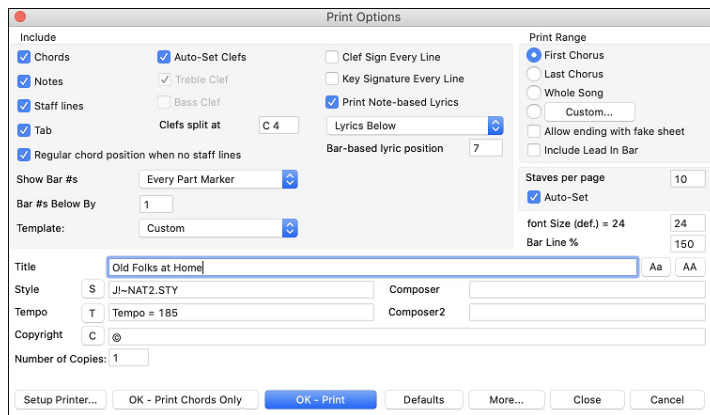 Print Options
Include
Print Range
Chords
Auto-Set Clefs
Clef Sign Every Line
First Chorus
Notes
Treble Clef
Key Signature Every Line
Last Chorus
Staff lines
Bass Clef
Print Note-based Lyrics
Whole Song
Tab
Clefs split at
C 4
Lyrics Below
Custom...
Regular chord position when no staff lines
Bar-based lyric position
7
Allow ending with fake sheet
Include Lead In Bar
Show Bar #s
Every Part Marker
Staves per page
10
Bar #s Below By
1
Auto-Set
Template:
Custom
font Size (def.) = 24
24
Bar Line %
150
Title
Old Folks at Home
Aa
AA
Style
S
J!~NAT2.STY
Composer
Tempo
T
Tempo = 185
Composer2
Copyright
C
©
Number of Copies:
1
Setup Printer...
OK - Print Chords Only
OK - Print
Defaults
More...
Close
Cancel